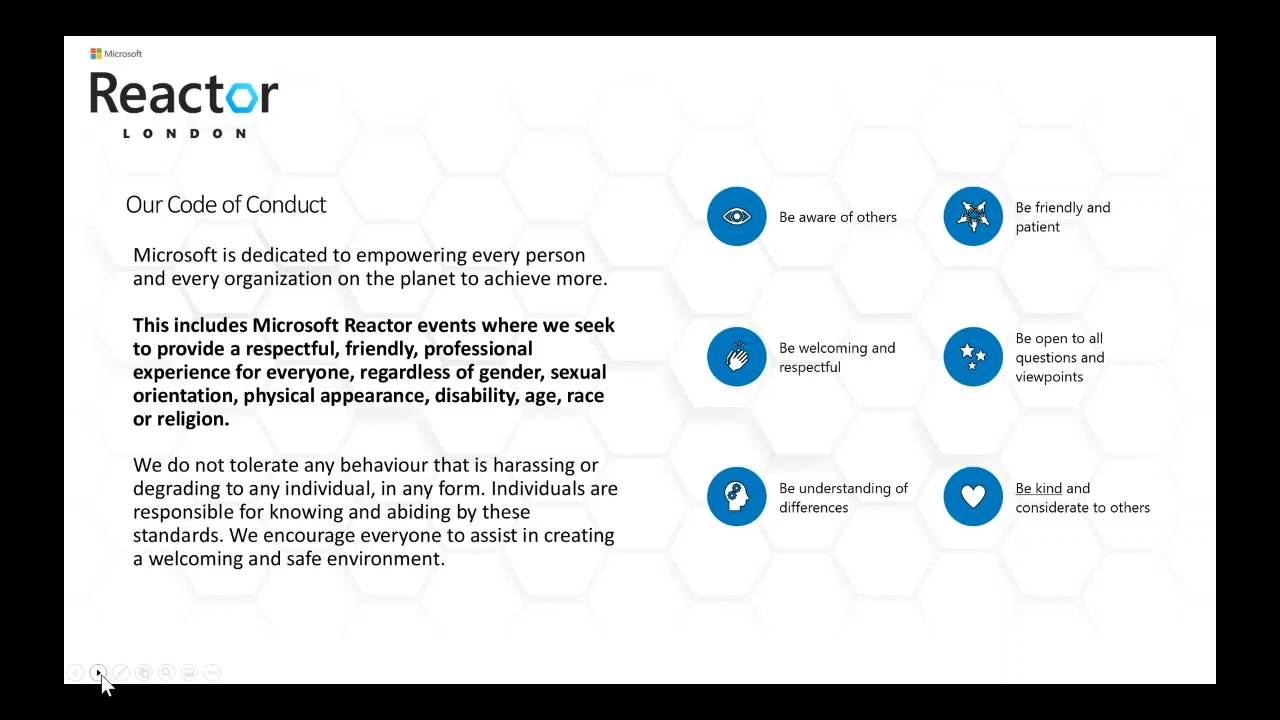 Microsoft
Reactor
LONDON
Our Code of Conduct
Microsoft is dedicated to empowering every person
and every organization on the planet to achieve more.
This includes Microsoft Reactor events where we seek
to provide a respectful, friendly, professional
experience for everyone, regardless of gender, sexual
orientation, physical appearance, disability, age, race
or religion.
We do not tolerate any behaviour that is harassing or
degrading to any individual, in any form. Individuals are
responsible for knowing and abiding by these
standards. We encourage everyone to assist in creating
a welcoming and safe environment.
Be aware of others
Be friendly and
patient
Be welcoming and
respectful
Be open to all
questions and
viewpoints
Be understanding of
differences
Be kind and
considerate to others